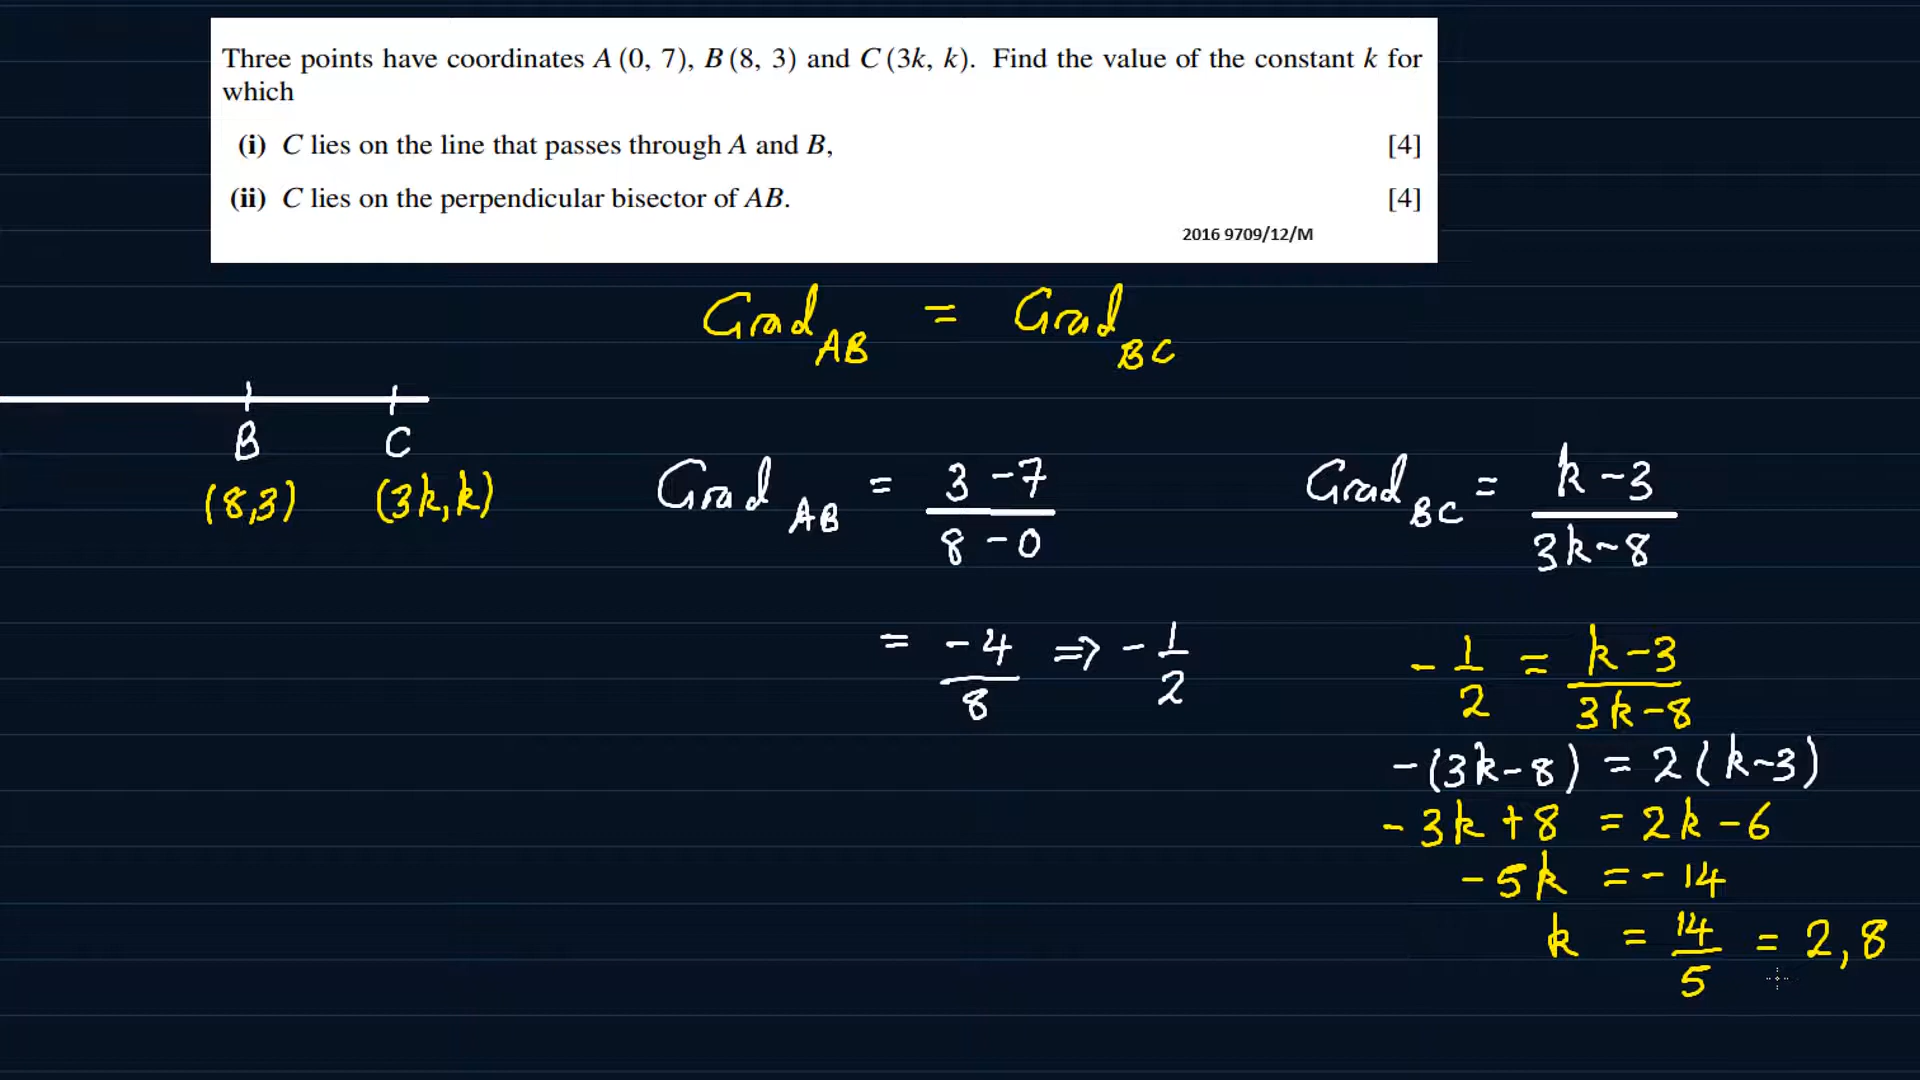 Three points have coordinates A (0, 7), B (8, 3) and C (3k, k). Find the value of the constant k for
which
(i) C lies on the line that passes through A and B, [4]
(ii) C lies on the perpendicular bisector of AB. [4]
2016 9709/12/M
Grad AB = Grad BC
B C
(8,3) (3k, k)
Grad AB = 3 - 7 / 8 - 0
= -4 / 8 ⇒ - 1 / 2
Grad BC = k - 3 / 3k - 8
- 1 / 2 = k - 3 / 3k - 8
-(3k - 8) = 2(k - 3)
-3k + 8 = 2k - 6
-5k = -14
k = 14 / 5 = 2,8